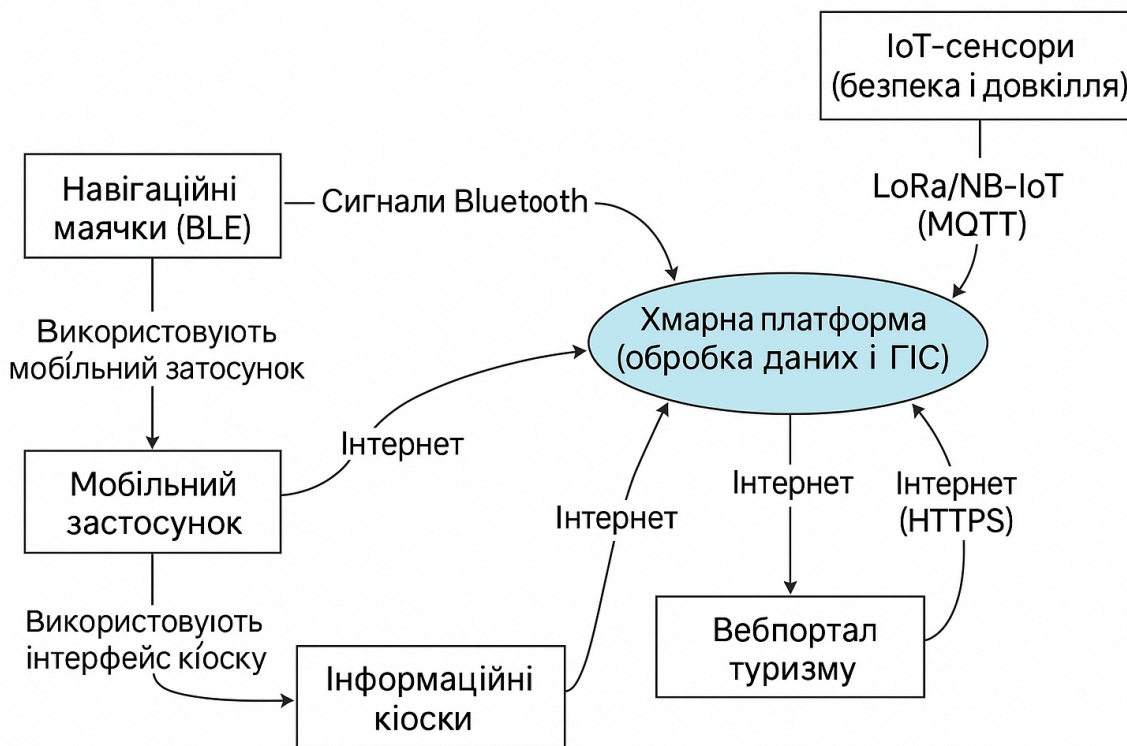 IoT-сенсори
(безпека і довкілля)
LoRa/NB-IoT
(MQTT)
Навігаційні
маячки (BLE)
Сигнали Bluetooth
Використовують
мобільний затосунок
Хмарна платформа
(обробка даних і ГІС)
Мобільний
застосунок
Інтернет
Інтернет
Інтернет
Інтернет
(HTTPS)
Використовують
інтерфейс кіоску
Інформаційні
кіоски
Вебпортал
туризму